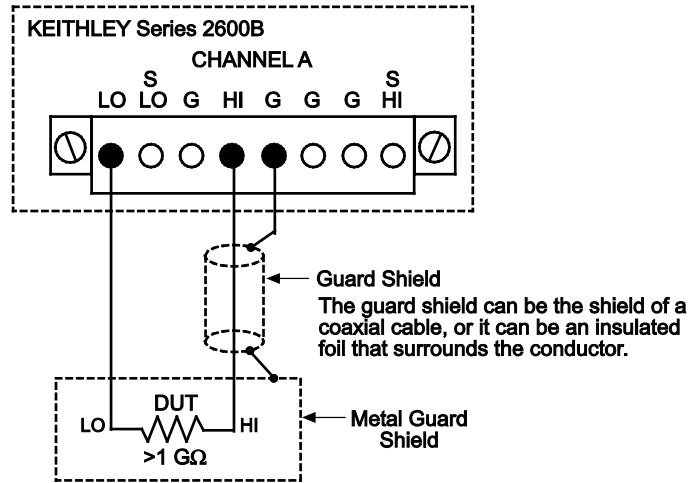 KEITHLEY Series 2600B
CHANNEL A
S S
LO LO G HI G G G HI
Guard Shield
The guard shield can be the shield of a
coaxial cable, or it can be an insulated
foil that surrounds the conductor.
DUT
LO HI
>1 GΩ
Metal Guard
Shield